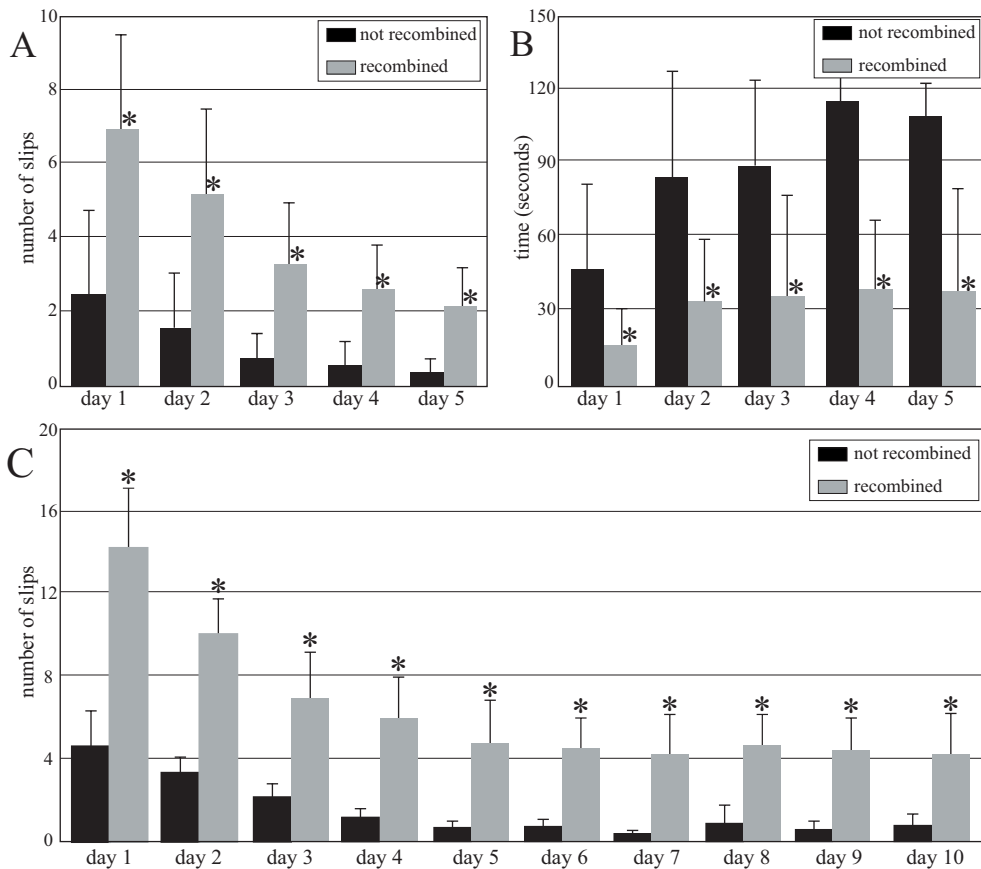 A
number of slips
10
8
6
4
2
0
not recombined
recombined
*
*
*
*
*
day 1 day 2 day 3 day 4 day 5
B
time (seconds)
150
120
90
60
30
0
not recombined
recombined
*
*
*
*
*
day 1 day 2 day 3 day 4 day 5
C
number of slips
20
16
12
8
4
0
not recombined
recombined
*
*
*
*
*
*
*
*
*
*
day 1 day 2 day 3 day 4 day 5 day 6 day 7 day 8 day 9 day 10